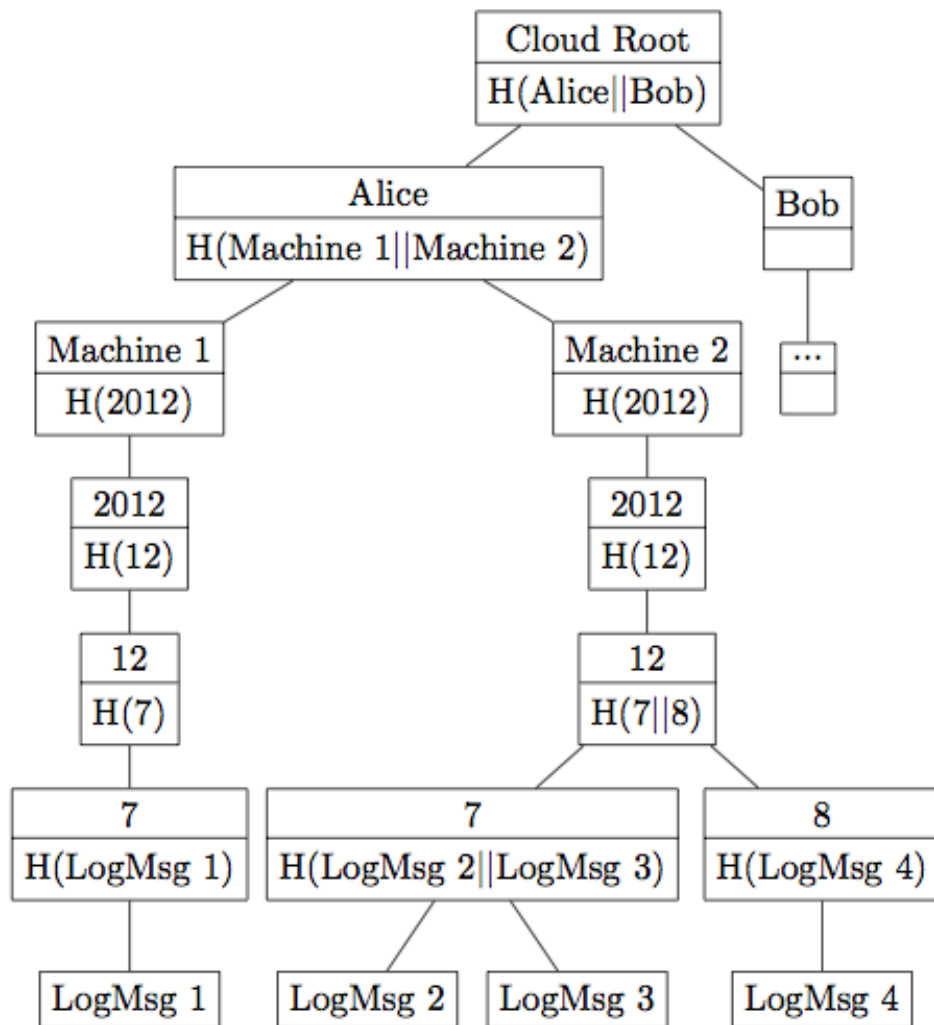 Cloud Root
H(Alice||Bob)
Alice
H(Machine 1||Machine 2)
Bob
Machine 1
H(2012)
Machine 2
H(2012)
...
2012
H(12)
2012
H(12)
12
H(7)
12
H(7||8)
7
H(LogMsg 1)
7
H(LogMsg 2||LogMsg 3)
8
H(LogMsg 4)
LogMsg 1
LogMsg 2
LogMsg 3
LogMsg 4